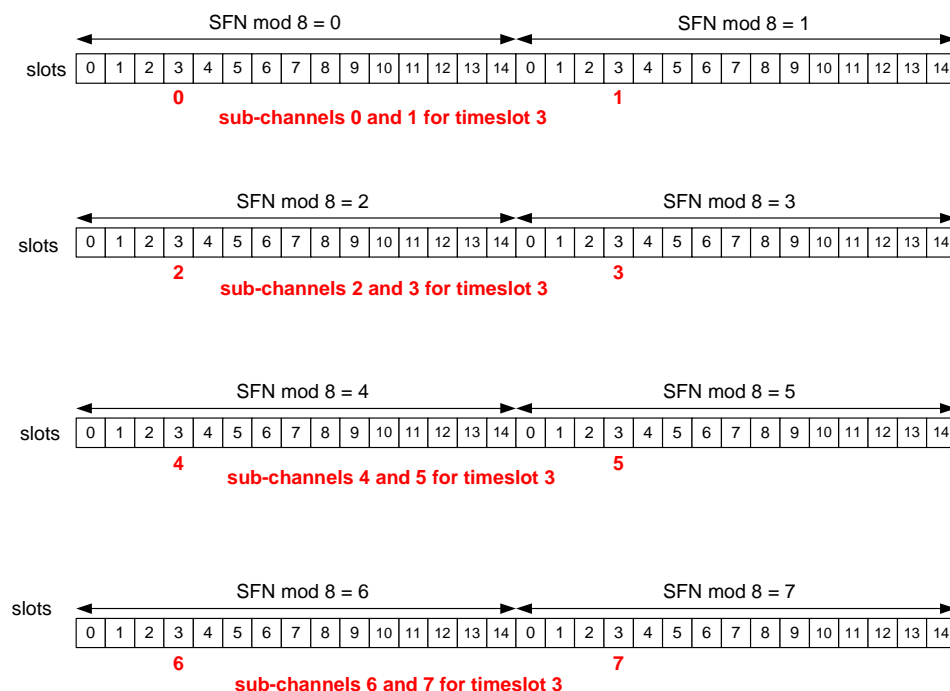 SFN mod 8 = 0 SFN mod 8 = 1
slots 0 1 2 3 4 5 6 7 8 9 10 11 12 13 14 0 1 2 3 4 5 6 7 8 9 10 11 12 13 14
0 1
sub-channels 0 and 1 for timeslot 3
SFN mod 8 = 2 SFN mod 8 = 3
slots 0 1 2 3 4 5 6 7 8 9 10 11 12 13 14 0 1 2 3 4 5 6 7 8 9 10 11 12 13 14
2 3
sub-channels 2 and 3 for timeslot 3
SFN mod 8 = 4 SFN mod 8 = 5
slots 0 1 2 3 4 5 6 7 8 9 10 11 12 13 14 0 1 2 3 4 5 6 7 8 9 10 11 12 13 14
4 5
sub-channels 4 and 5 for timeslot 3
SFN mod 8 = 6 SFN mod 8 = 7
slots
0 1 2 3 4 5 6 7 8 9 10 11 12 13 14 0 1 2 3 4 5 6 7 8 9 10 11 12 13 14
6 7
sub-channels 6 and 7 for timeslot 3